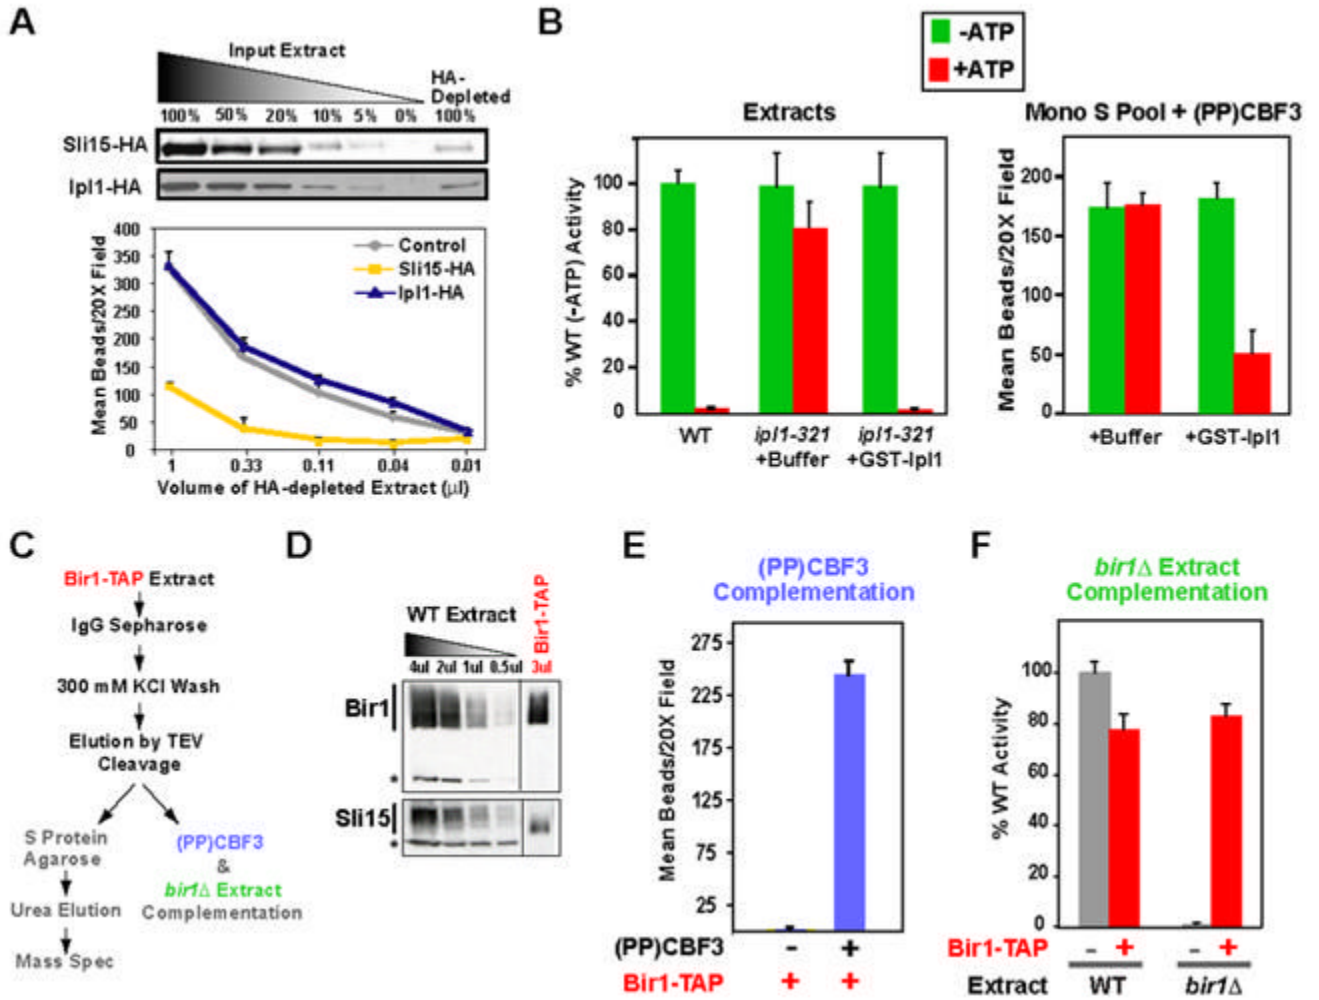 A
Input Extract
HA-
Depleted
100% 50% 20% 10% 5% 0% 100%
Sli15-HA
Ipl1-HA
400
350
300
250
200
150
100
50
0
Mean Beads/20X Field
Control
Sli15-HA
Ipl1-HA
1 0.33 0.11 0.04 0.01
Volume of HA-depleted Extract (µl)
B
-ATP
+ATP
Extracts
% WT (-ATP) Activity
100
80
60
40
20
0
WT
ipl1-321
+Buffer
ipl1-321
+GST-Ipl1
Mono S Pool + (PP)CBF3
Mean Beads/20X Field
200
150
100
50
0
+Buffer +GST-Ipl1
C
Bir1-TAP Extract
IgG Sepharose
300 mM KCl Wash
Elution by TEV
Cleavage
S Protein
Agarose
Urea Elution
Mass Spec
(PP)CBF3
&
bir1Δ Extract
Complementation
D
WT Extract
Bir1-TAP
4ul 2ul 1ul 0.5ul 3ul
Bir1
*
Sli15
*
E
(PP)CBF3
Complementation
Mean Beads/20X Field
275
225
175
125
75
25
(PP)CBF3 - +
Bir1-TAP + +
F
bir1Δ Extract
Complementation
% WT Activity
100
80
60
40
20
0
Bir1-TAP - + - +
Extract WT bir1Δ